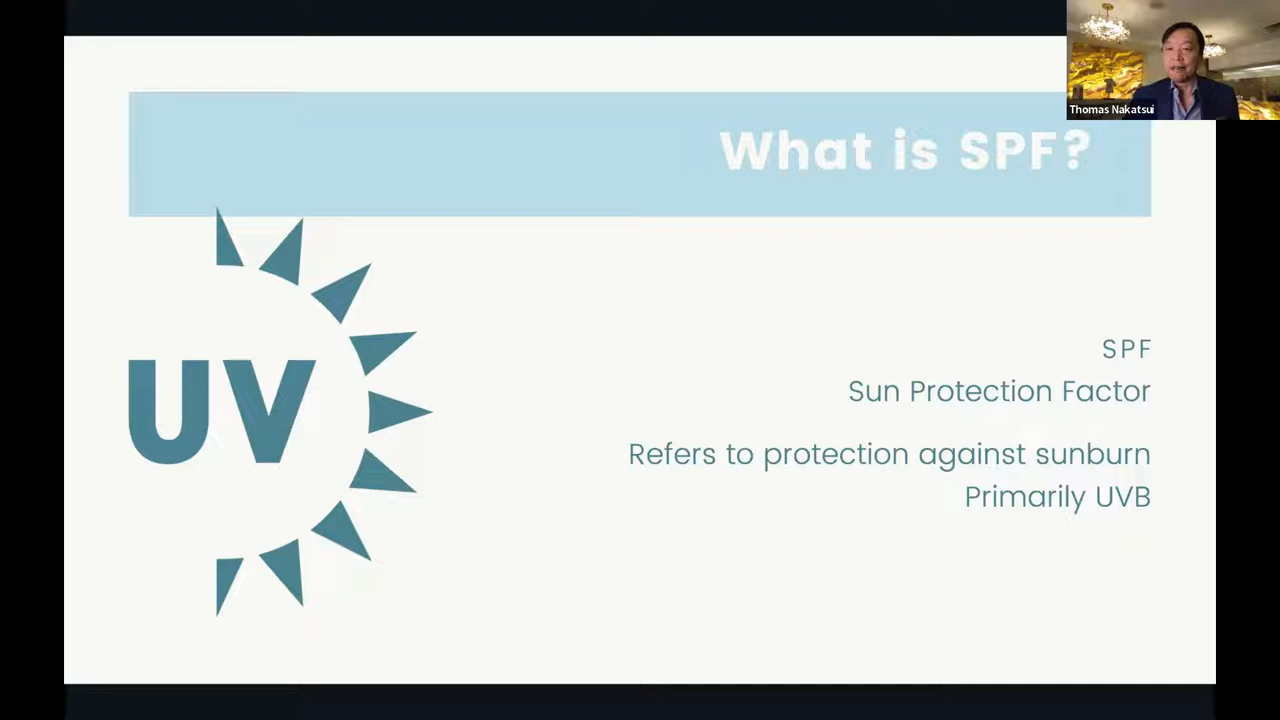 Thomas Nakatsui
What is SPF?
UV
SPF
Sun Protection Factor
Refers to protection against sunburn
Primarily UVB